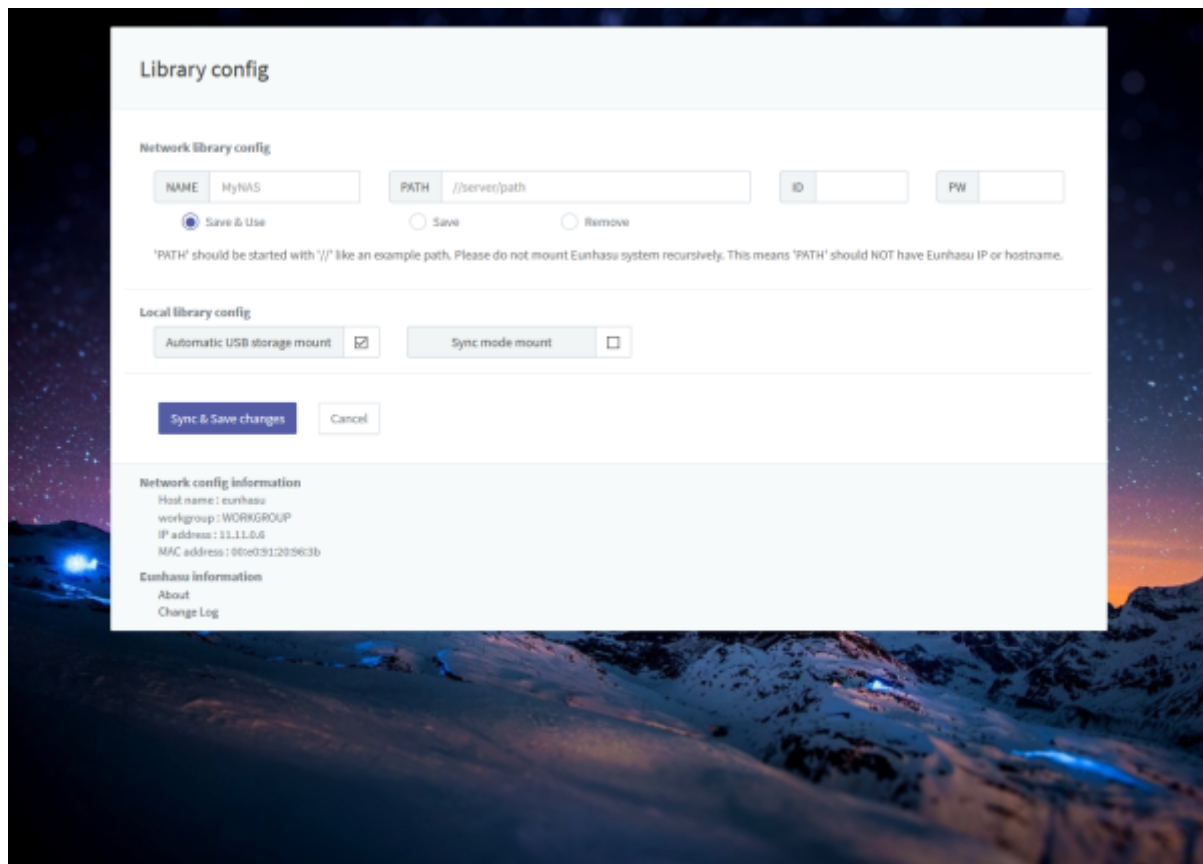 Library config
Network library config
NAME MyNAS PATH //server/path ID PW
Save & Use Save Remove
'PATH' should be started with '//' like an example path. Please do not mount Eunhasu system recursively. This means 'PATH' should NOT have Eunhasu IP or hostname.
Local library config
Automatic USB storage mount Sync mode mount
Sync & Save changes Cancel
Network config information
Host name : eunhasu
workgroup : WORKGROUP
IP address : 11.11.0.6
MAC address : 00:e0:91:20:96:3b
Eunhasu information
About
Change Log